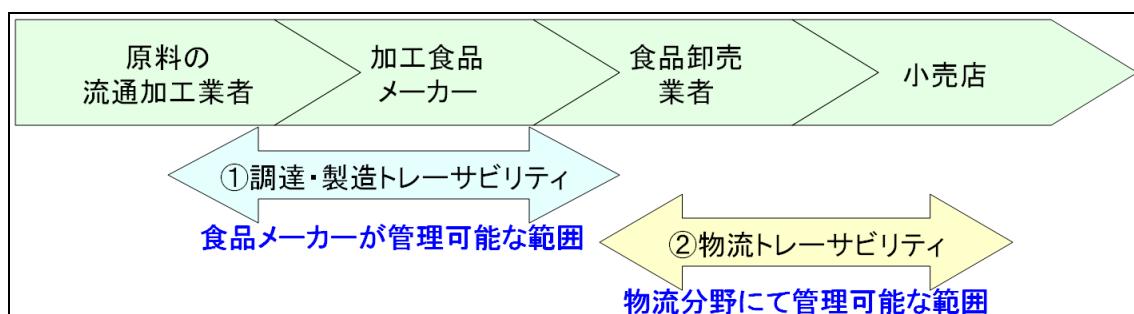 原料の
流通加工業者
加工食品
メーカー
食品卸売
業者
小売店
①調達・製造トレーサビリティ
食品メーカーが管理可能な範囲
②物流トレーサビリティ
物流分野にて管理可能な範囲